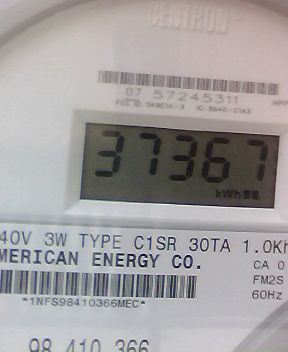 CENTRON
07 57245311
37367
kWh
40V 3W TYPE C1SR 30TA 1.0Kh
MERICAN ENERGY CO.
CA 0
FM2S
60Hz
*1NFS98410366MEC*
98 410 366